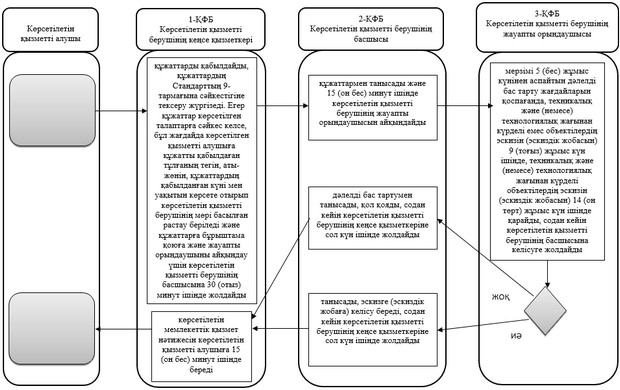 Көрсетілетін
қызметті алушы
1-ҚФБ
Көрсетілетін қызметті
берушінің кеңсе қызметкері
құжаттарды қабылдайды,
құжаттардың
Стандарттың 9-
тармағына сәйкестігіне
тексеру жүргізеді. Егер
құжаттар көрсетілген
талаптарға сәйкес келсе,
бұл жағдайда көрсетілген
қызметті алушыға
құжатты қабылдаған
тұлғаның тегін, аты-
жөнін, құжаттардың
қабылданған күні мен
уақытын көрсете отырып
көрсетілетін қызметті
берушінің мөрі басылған
растау беріледі және
құжаттарға бұрыштама
қоюға және жауапты
орындаушыны айқындау
үшін көрсетілетін
қызметті берушінің
басшысына 30 (отыз)
минут ішінде жолдайды
көрсетілетін
мемлекеттік қызмет
нәтижесін көрсетілетін
қызметті алушыға 15
(он бес) минут ішінде
береді
2-ҚФБ
Көрсетілетін қызметті берушінің
басшысы
құжаттармен танысады және
15 (он бес) минут ішінде
көрсетілетін қызметті
берушінің жауапты
орындаушысын айқындайды
дәлелді бас тартумен
танысады, қол қояды, содан
кейін көрсетілетін қызметті
берушінің кеңсе қызметкеріне
сол күн ішінде жолдайды
танысады, эскизге (эскиздік
жобаға) келісу береді, содан
кейін көрсетілетін қызметті
берушінің кеңсе қызметкеріне
сол күн ішінде жолдайды
3-ҚФБ
Көрсетілетін қызметті берушінің
жауапты орындаушысы
мерзімі 5 (бес) жұмыс
күнінен аспайтын дәлелді
бас тарту жағдайларын
қоспағанда, техникалық
және (немесе)
технологиялық жағынан
күрделі емес объектілердің
эскизін (эскиздік жобасын)
9 (тоғыз) жұмыс күн
ішінде, техникалық және
(немесе) технологиялық
жағынан күрделі
объектілердің эскизін
(эскиздік жобасын) 14 (он
төрт) жұмыс күн ішінде
қарайды, содан кейін
көрсетілетін қызметті
берушінің басшысына
келісуге жолдайды
жоқ
иә